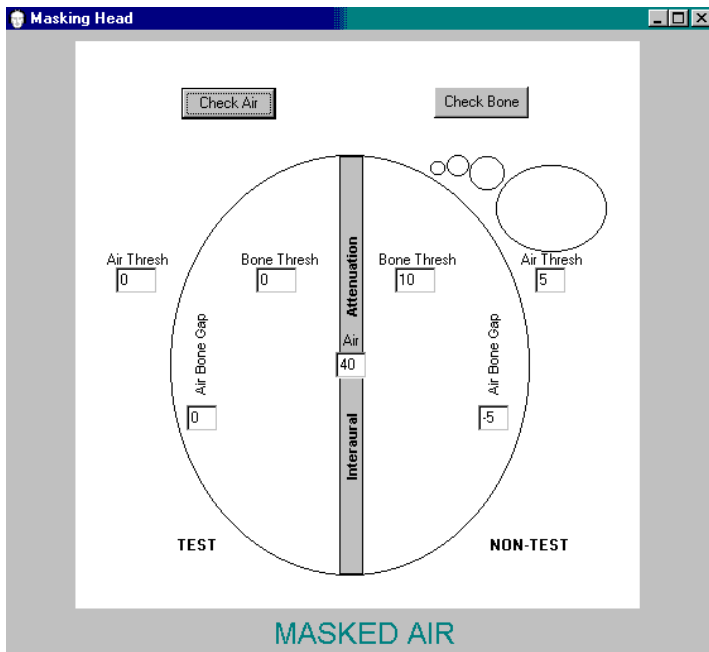 Masking Head
Check Air
Check Bone
Air Thresh
0
Bone Thresh
0
Attenuation
Bone Thresh
10
Air Thresh
5
Air Bone Gap
0
Air
40
Air Bone Gap
-5
Interaural
TEST
NON-TEST
MASKED AIR